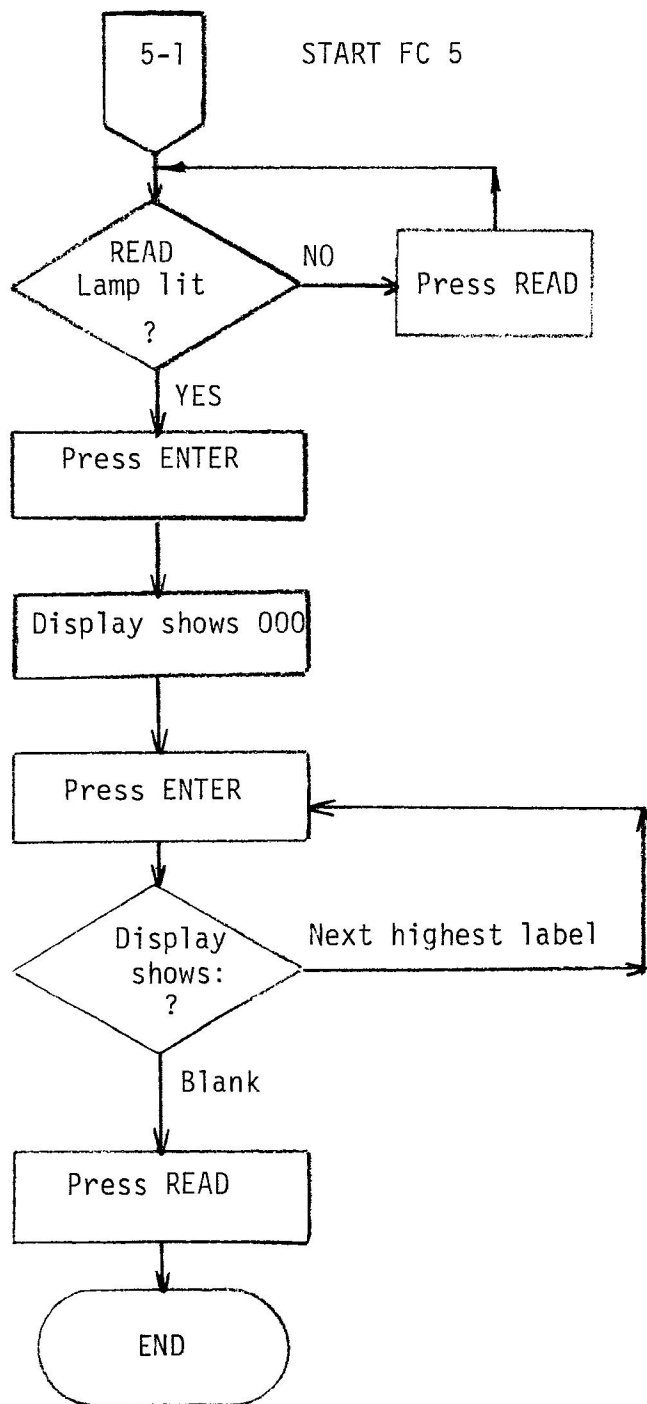 5-1
START FC 5
READ
Lamp lit
?
NO
Press READ
YES
Press ENTER
Display shows 000
Press ENTER
Display
shows:
?
Next highest label
Blank
Press READ
END